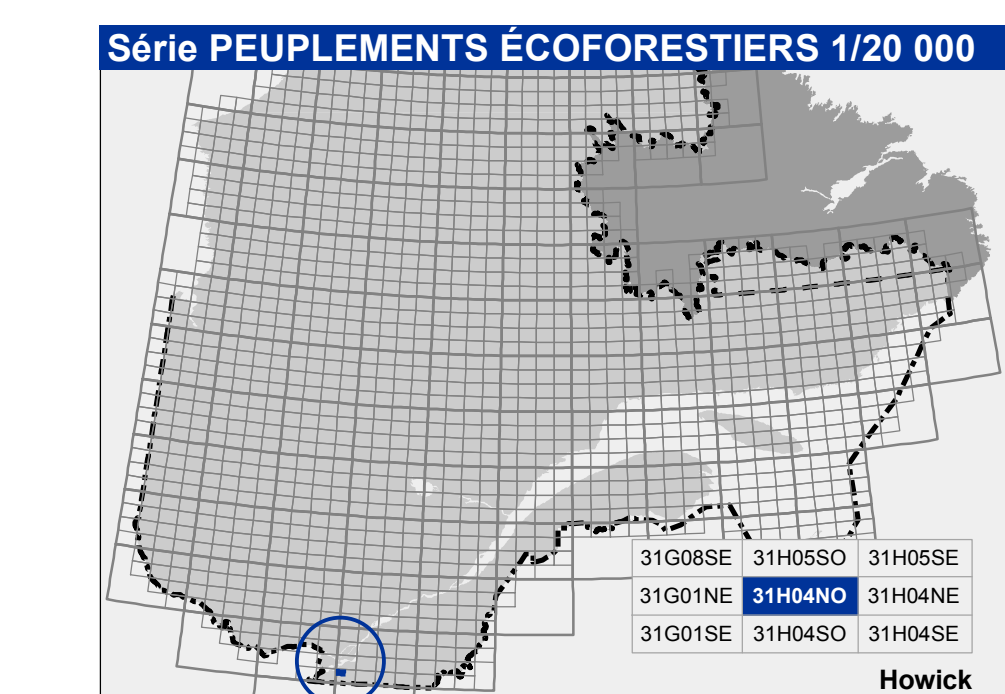 Série PEUPLEMENTS ÉCOFORESTIERS 1/20 000
31G08SE 31H05SO 31H05SE
31G01NE 31H04NO 31H04NE
31G01SE 31H04SO 31H04SE
Howick